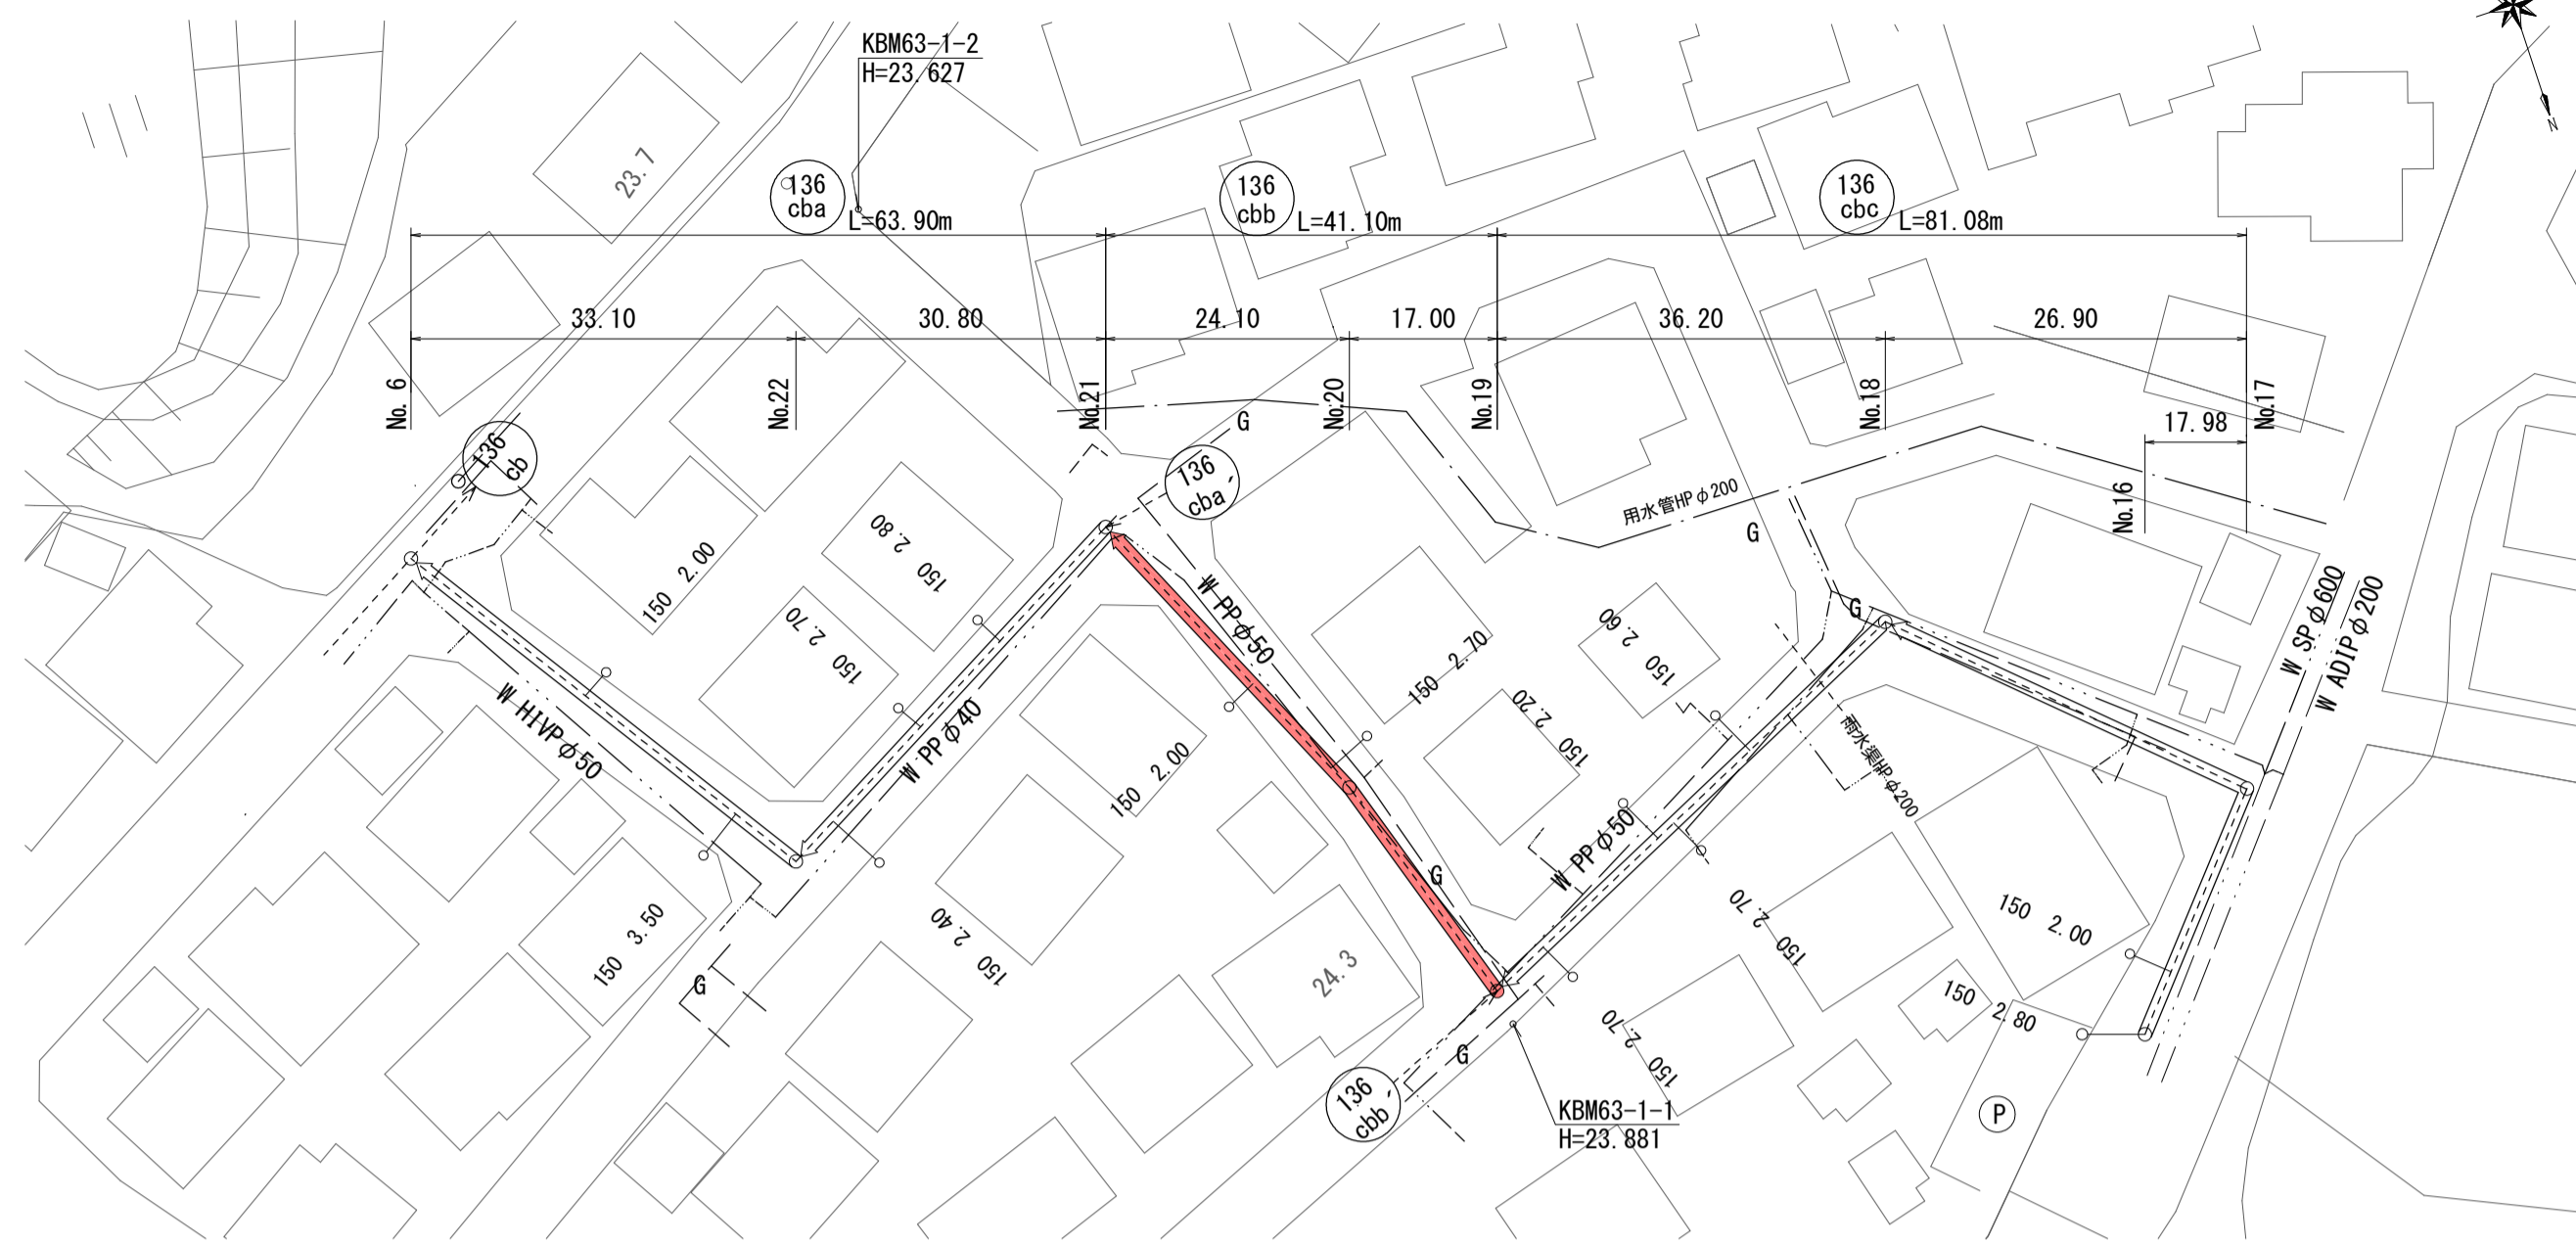 KBM63-1-2
H=23.627
N
23.7
136
cba
L=63.90m
136
cbb
L=41.10m
136
cbc
L=81.08m
33.10
30.80
24.10
17.00
36.20
26.90
17.98
No. 6
No.22
No.21
No.20
No.19
No.18
No.17
No.16
136
cb
136
cba'
G
用水管HPφ200
G
G
150 2.00
150 2.80
150 2.70
W HIVPφ50
W PPφ40
W PPφ50
150 2.00
150 2.70
150 2.60
150 2.20
W PPφ50
雨水渠HPφ200
W SPφ600
W ADIPφ200
G
150 3.50
G
150 2.40
24.3
150 2.70
150 2.00
150 2.80
150 2.70
G
136
cbb'
KBM63-1-1
H=23.881
P